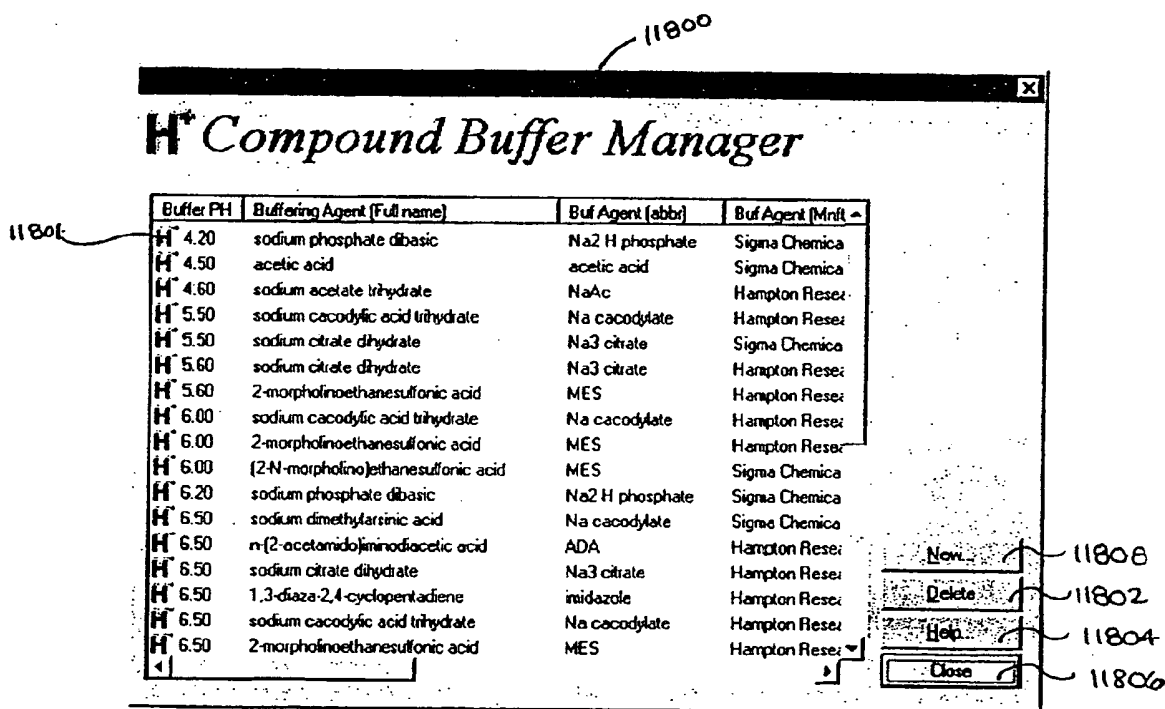 11800
H+ Compound Buffer Manager
Buffer PH Buffering Agent (Full name) Buf Agent (abbr) Buf Agent (Mnft
H+ 4.20 sodium phosphate dibasic Na2 H phosphate Sigma Chemica
H+ 4.50 acetic acid acetic acid Sigma Chemica
H+ 4.60 sodium acetate trihydrate NaAc Hampton Resea
H+ 5.50 sodium cacodylic acid trihydrate Na cacodylate Hampton Resea
H+ 5.50 sodium citrate dihydrate Na3 citrate Sigma Chemica
H+ 5.60 sodium citrate dihydrate Na3 citrate Hampton Resea
H+ 5.60 2-morpholinoethanesulfonic acid MES Hampton Resea
H+ 6.00 sodium cacodylic acid trihydrate Na cacodylate Hampton Resea
H+ 6.00 2-morpholinoethanesulfonic acid MES Hampton Resea
H+ 6.00 (2-N-morpholino)ethanesulfonic acid MES Sigma Chemica
H+ 6.20 sodium phosphate dibasic Na2 H phosphate Sigma Chemica
H+ 6.50 sodium dimethylarsinic acid Na cacodylate Sigma Chemica
H+ 6.50 n-(2-acetamido)iminodiacetic acid ADA Hampton Resea
H+ 6.50 sodium citrate dihydrate Na3 citrate Hampton Resea
H+ 6.50 1,3-diaza-2,4-cyclopentadiene imidazole Hampton Resea
H+ 6.50 sodium cacodylic acid trihydrate Na cacodylate Hampton Resea
H+ 6.50 2-morpholinoethanesulfonic acid MES Hampton Resea
New... 11808
Delete 11802
Help... 11804
Close 11806